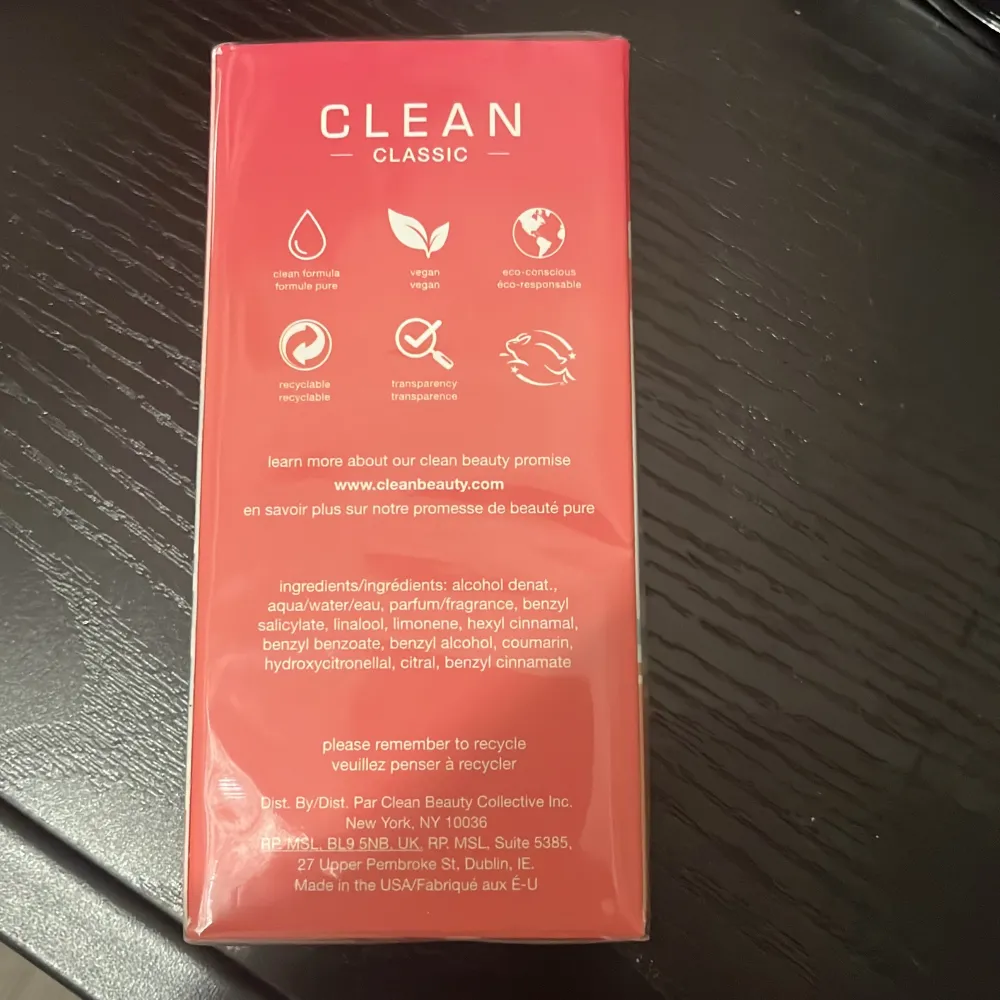 CLEAN
CLASSIC
clean formula
formule pure
vegan
vegan
eco-conscious
éco-responsable
recyclable
recyclable
transparency
transparence
learn more about our clean beauty promise
www.cleanbeauty.com
en savoir plus sur notre promesse de beauté pure
ingredients/ingrédients: alcohol denat.,
aqua/water/eau, parfum/fragrance, benzyl
salicylate, linalool, limonene, hexyl cinnamal,
benzyl benzoate, benzyl alcohol, coumarin,
hydroxycitronellal, citral, benzyl cinnamate
please remember to recycle
veuillez penser à recycler
Dist. By/Dist. Par Clean Beauty Collective Inc.
New York, NY 10036
RP. MSL, BL9 5NB, UK. RP. MSL, Suite 5385,
27 Upper Pembroke St, Dublin, IE.
Made in the USA/Fabriqué aux É-U